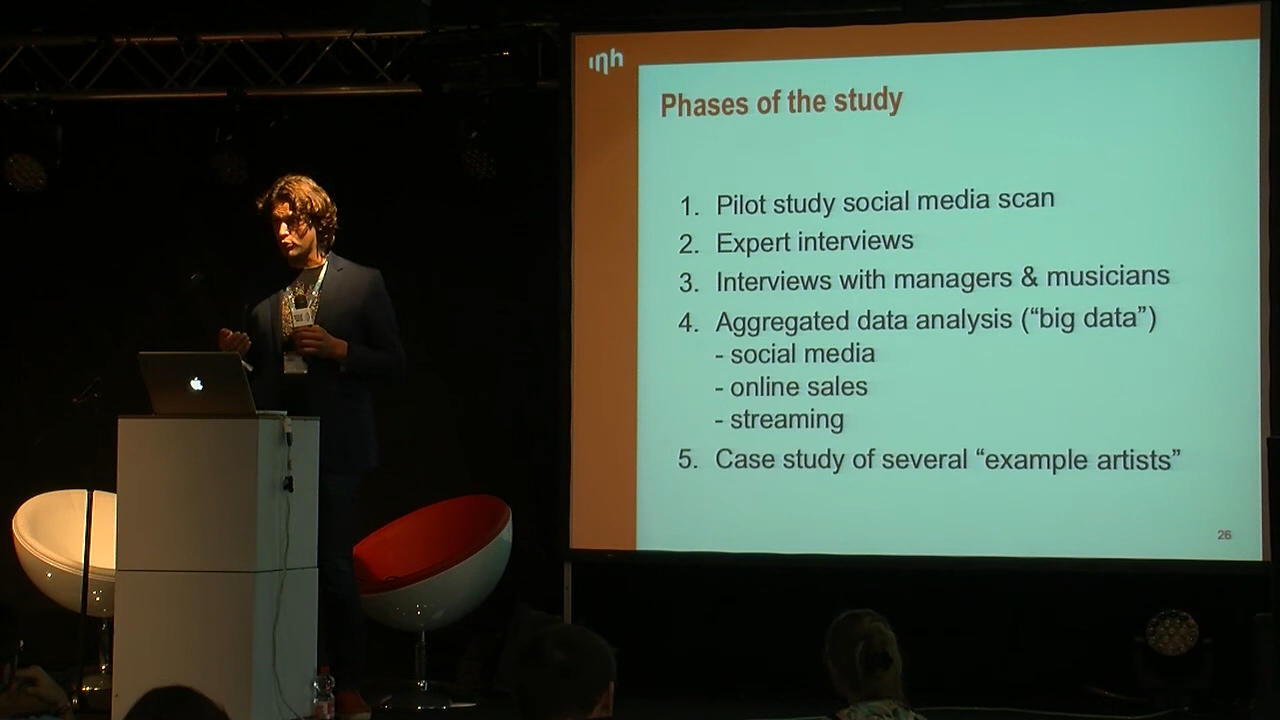 inh
Phases of the study
1. Pilot study social media scan
2. Expert interviews
3. Interviews with managers & musicians
4. Aggregated data analysis (“big data”)
- social media
- online sales
- streaming
5. Case study of several “example artists”
26